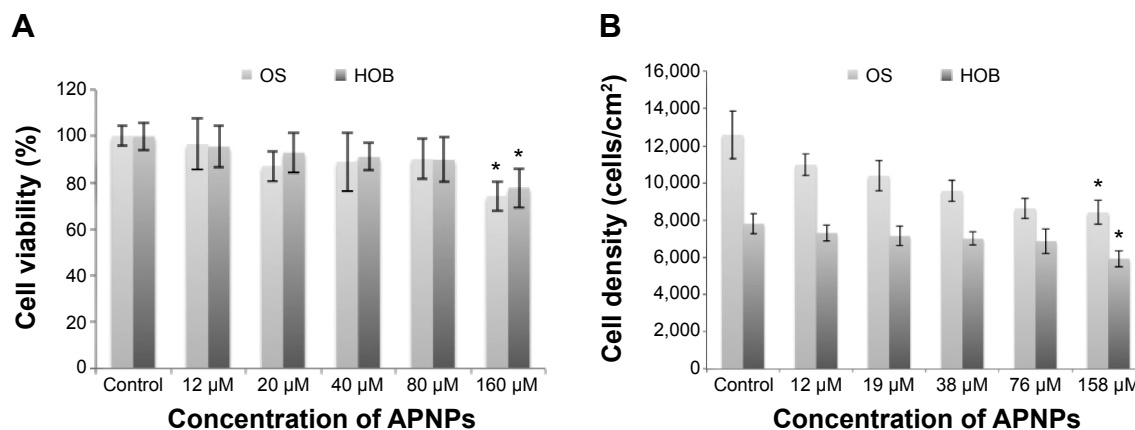 A
OS HOB
Cell viability (%)
120
100
80
60
40
20
0
* *
Control 12 µM 20 µM 40 µM 80 µM 160 µM
Concentration of APNPs
B
OS HOB
Cell density (cells/cm²)
16,000
14,000
12,000
10,000
8,000
6,000
4,000
2,000
0
*
*
Control 12 µM 19 µM 38 µM 76 µM 158 µM
Concentration of APNPs